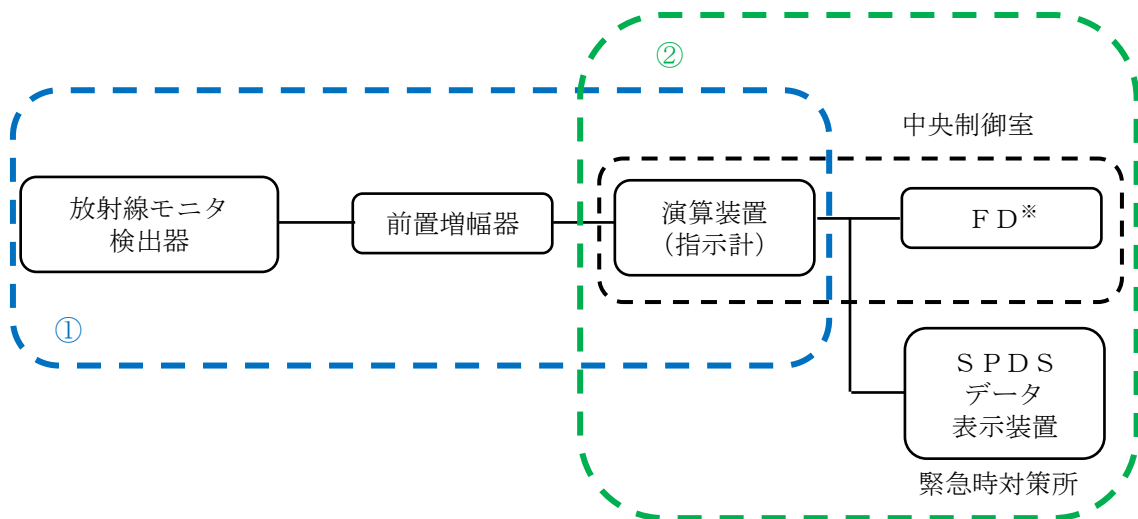 ②
中央制御室
放射線モニタ
検出器
前置増幅器
演算装置
(指示計)
ＦＤ※
①
ＳＰＤＳ
データ
表示装置
緊急時対策所